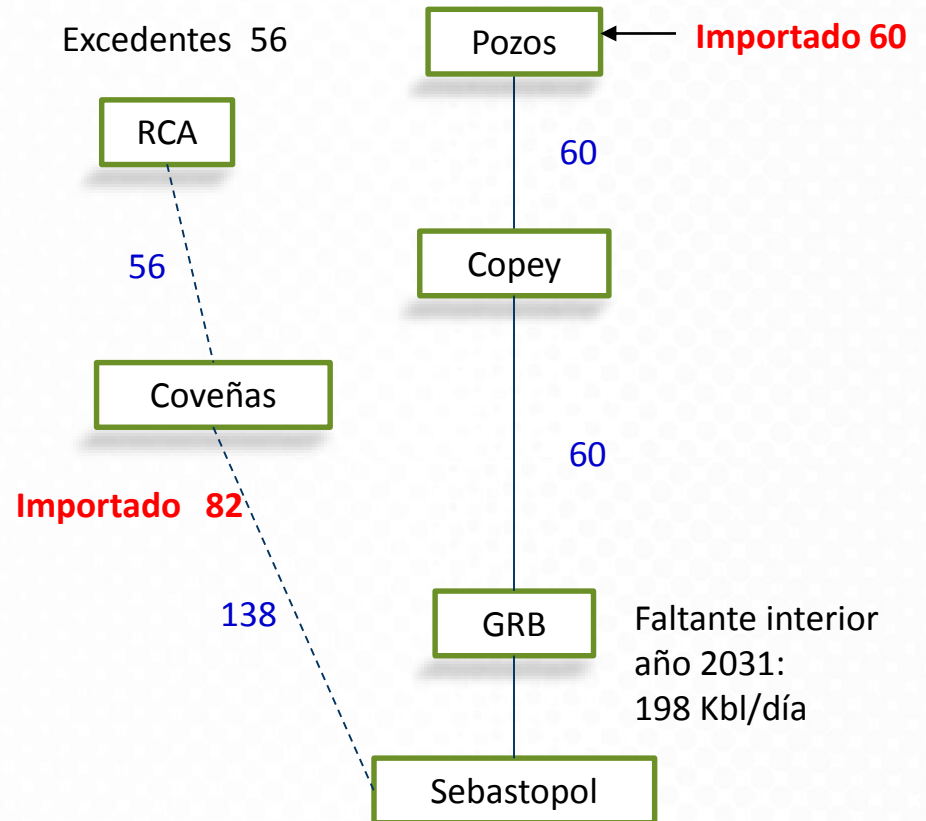 Excedentes 56
Pozos
Importado 60
RCA
60
56
Copey
Coveñas
60
Importado 82
138
GRB
Faltante interior
año 2031:
198 Kbl/día
Sebastopol